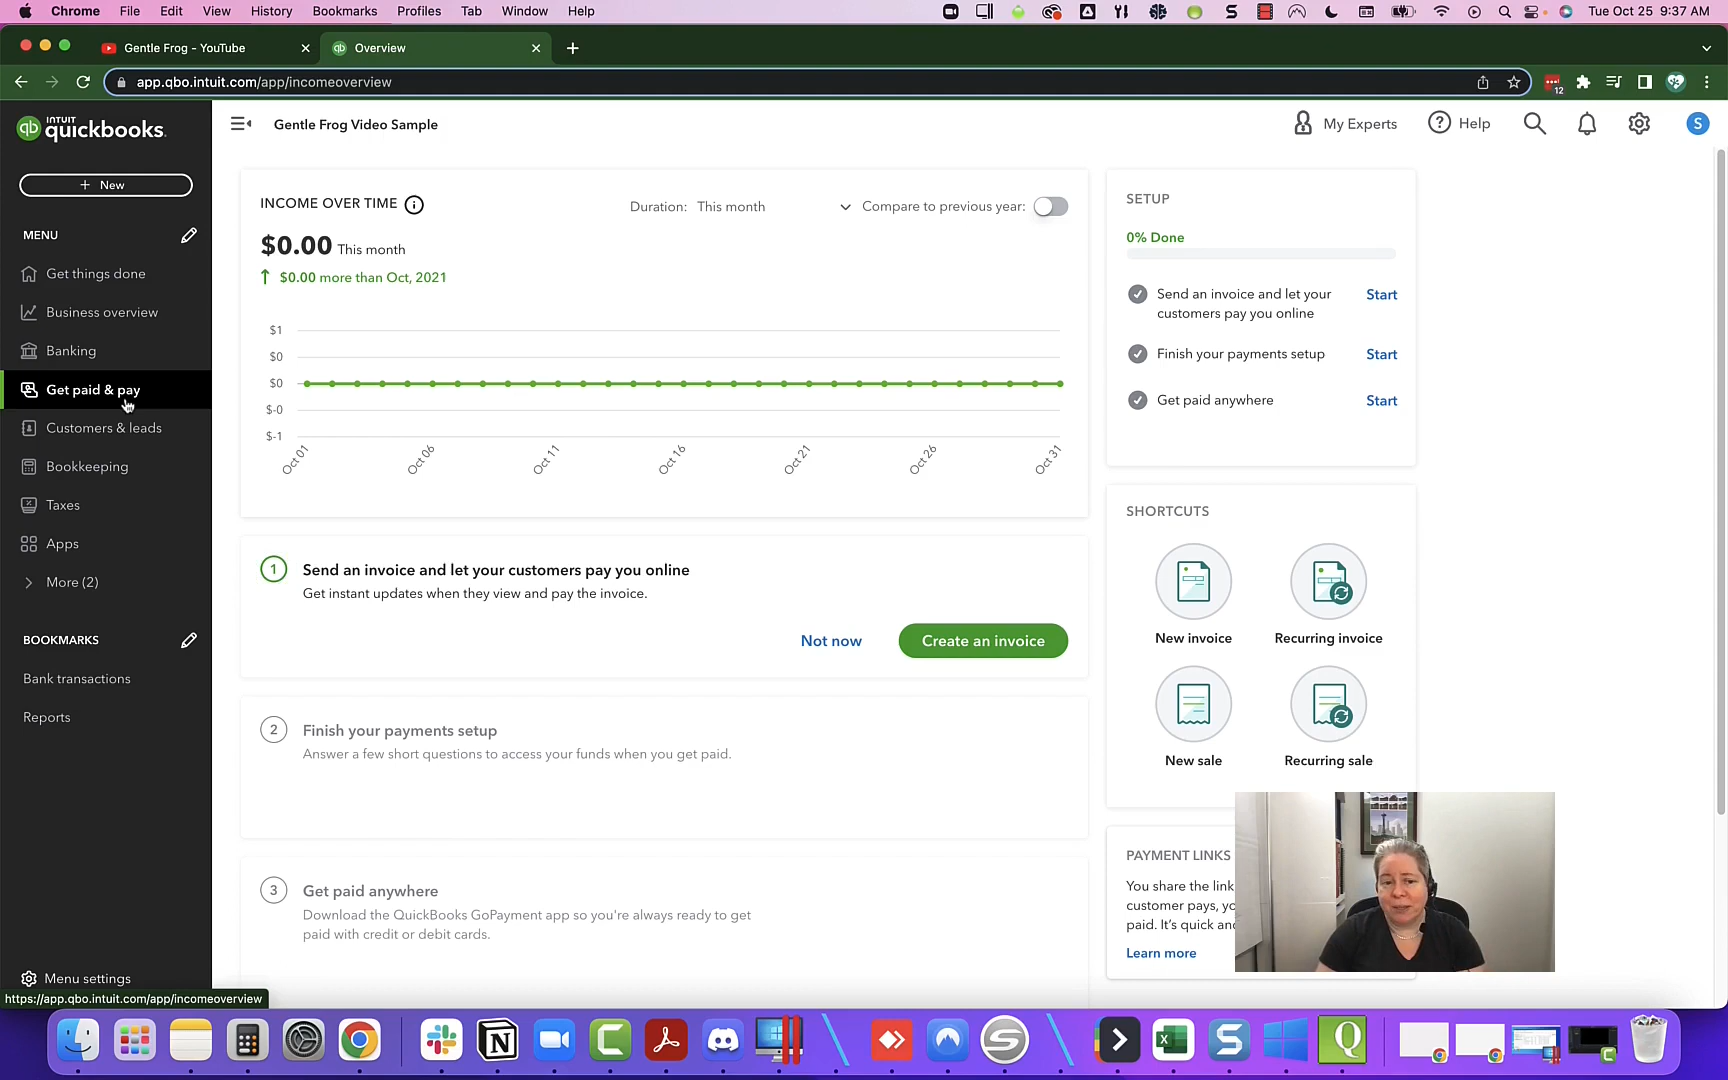 Chrome File Edit View History Bookmarks Profiles Tab Window Help
Tue Oct 25 9:37 AM
Gentle Frog - YouTube
Overview
app.qbo.intuit.com/app/incomeoverview
12
INTUIT
quickbooks.
Gentle Frog Video Sample
My Experts
Help
S
+ New
MENU
Get things done
Business overview
Banking
Get paid & pay
Customers & leads
Bookkeeping
Taxes
Apps
More (2)
BOOKMARKS
Bank transactions
Reports
Menu settings
https://app.qbo.intuit.com/app/incomeoverview
INCOME OVER TIME
Duration: This month
Compare to previous year:
$0.00 This month
$0.00 more than Oct, 2021
$1
$0
$0
$-0
$-1
Oct 01
Oct 06
Oct 11
Oct 16
Oct 21
Oct 26
Oct 31
1
Send an invoice and let your customers pay you online
Get instant updates when they view and pay the invoice.
Not now
Create an invoice
2
Finish your payments setup
Answer a few short questions to access your funds when you get paid.
3
Get paid anywhere
Download the QuickBooks GoPayment app so you're always ready to get
paid with credit or debit cards.
SETUP
0% Done
Send an invoice and let your
customers pay you online
Start
Finish your payments setup
Start
Get paid anywhere
Start
SHORTCUTS
New invoice
Recurring invoice
New sale
Recurring sale
PAYMENT LINKS
You share the link
customer pays, yo
paid. It's quick and
Learn more